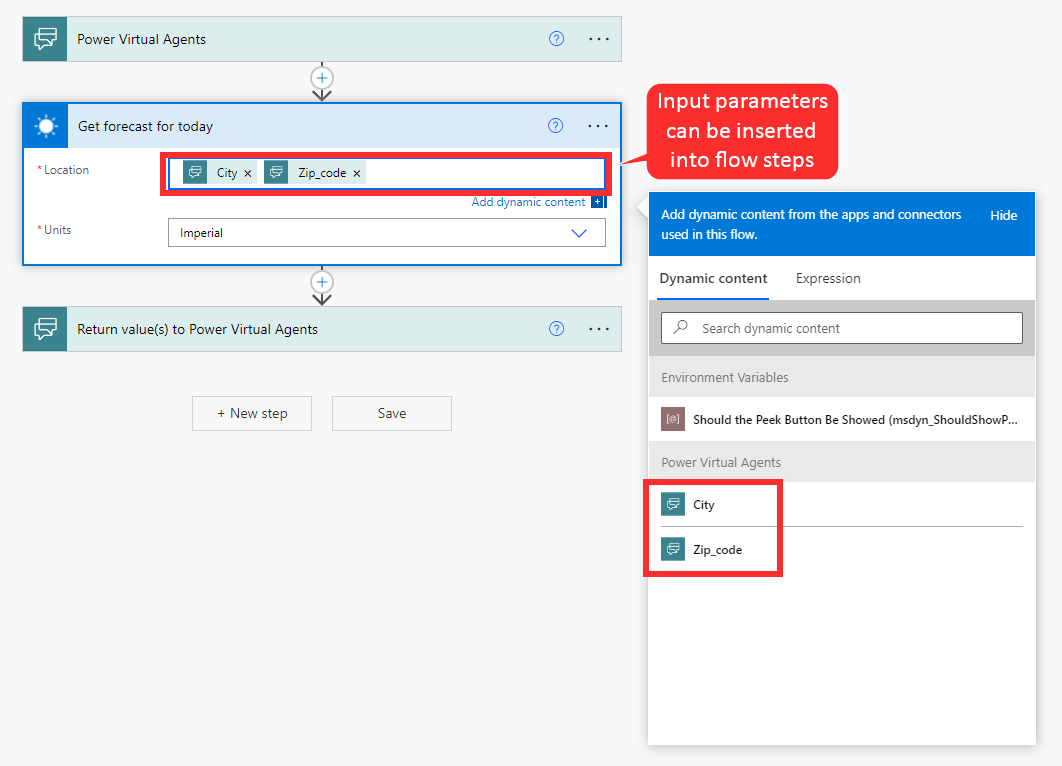 Power Virtual Agents
Get forecast for today
* Location
City × Zip_code ×
Add dynamic content +
* Units
Imperial
Return value(s) to Power Virtual Agents
+ New step
Save
Input parameters
can be inserted
into flow steps
Add dynamic content from the apps and connectors
used in this flow.
Hide
Dynamic content
Expression
Search dynamic content
Environment Variables
[@]
Should the Peek Button Be Showed (msdyn_ShouldShowP...
Power Virtual Agents
City
Zip_code